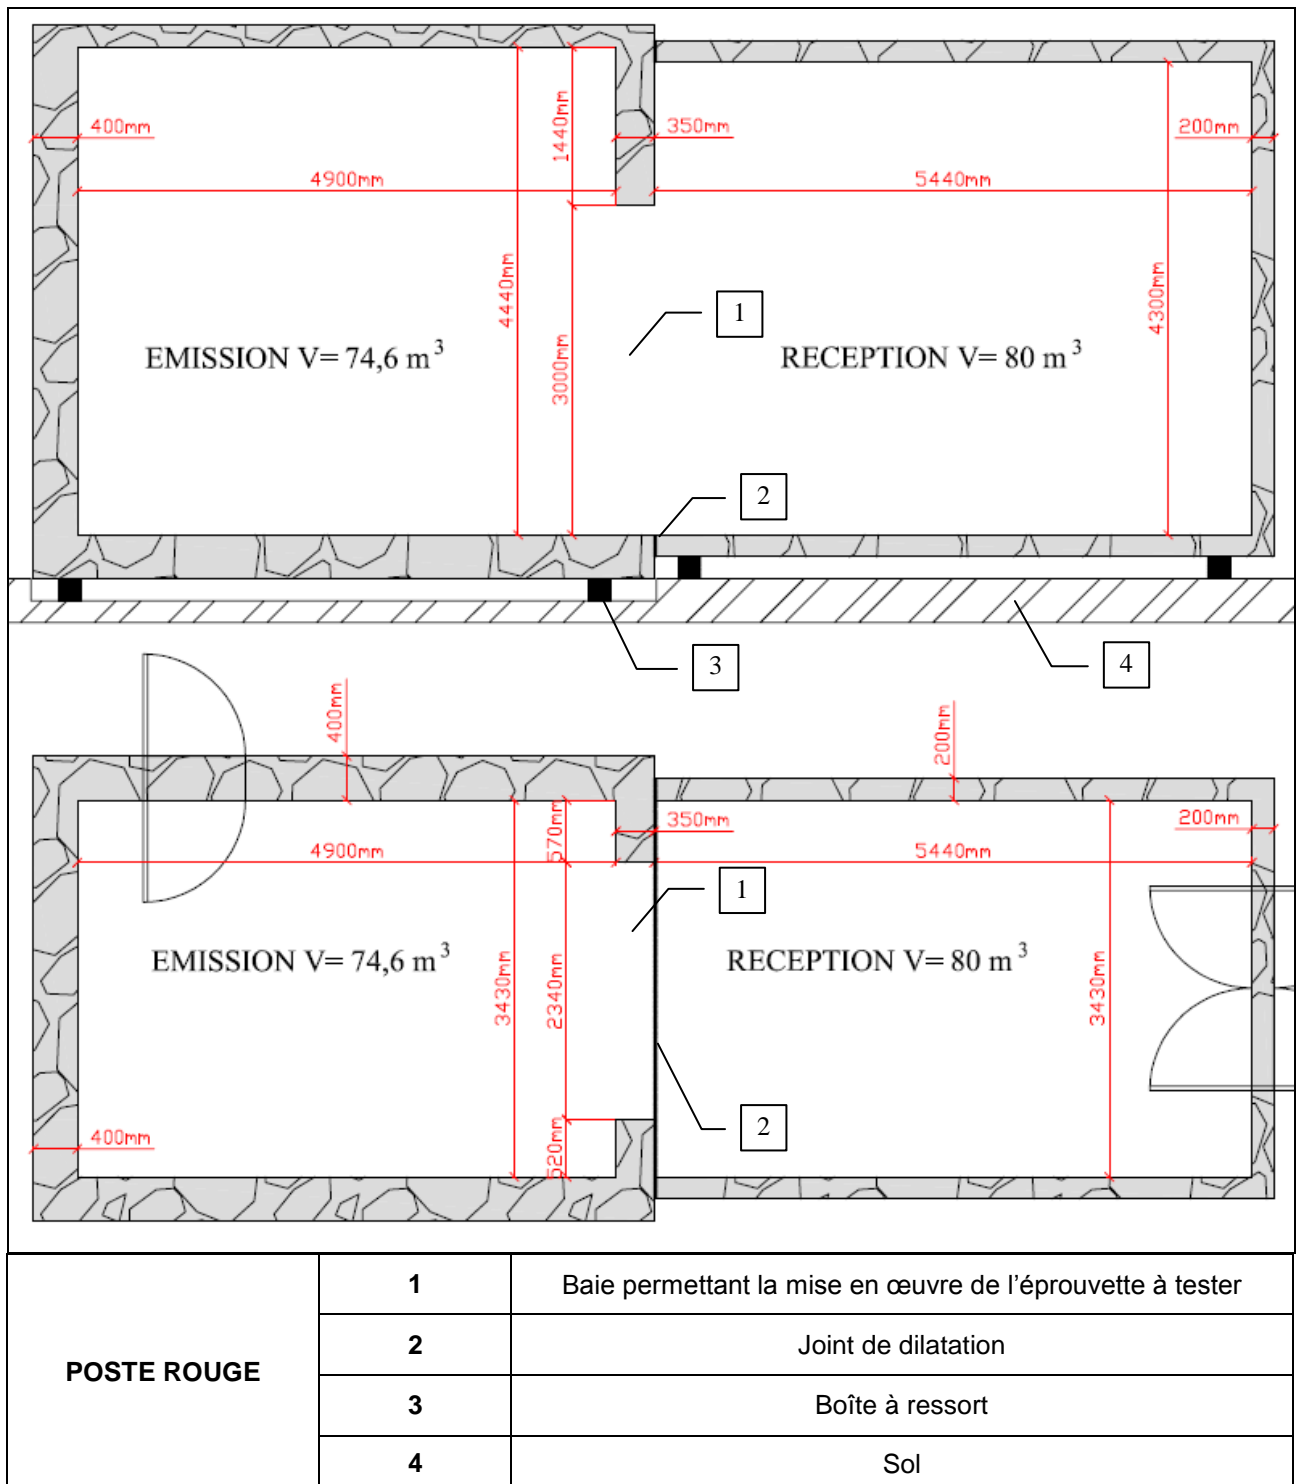 400mm
1440mm
350mm
200mm
4900mm
5440mm
4440mm
4300mm
1
3000mm
EMISSION V= 74,6 m³
RECEPTION V= 80 m³
2
3
4
400mm
200mm
570mm
350mm
200mm
4900mm
5440mm
1
EMISSION V= 74,6 m³
RECEPTION V= 80 m³
3430mm
2340mm
3430mm
2
400mm
520mm
POSTE ROUGE
1 Baie permettant la mise en œuvre de l’éprouvette à tester
2 Joint de dilatation
3 Boîte à ressort
4 Sol